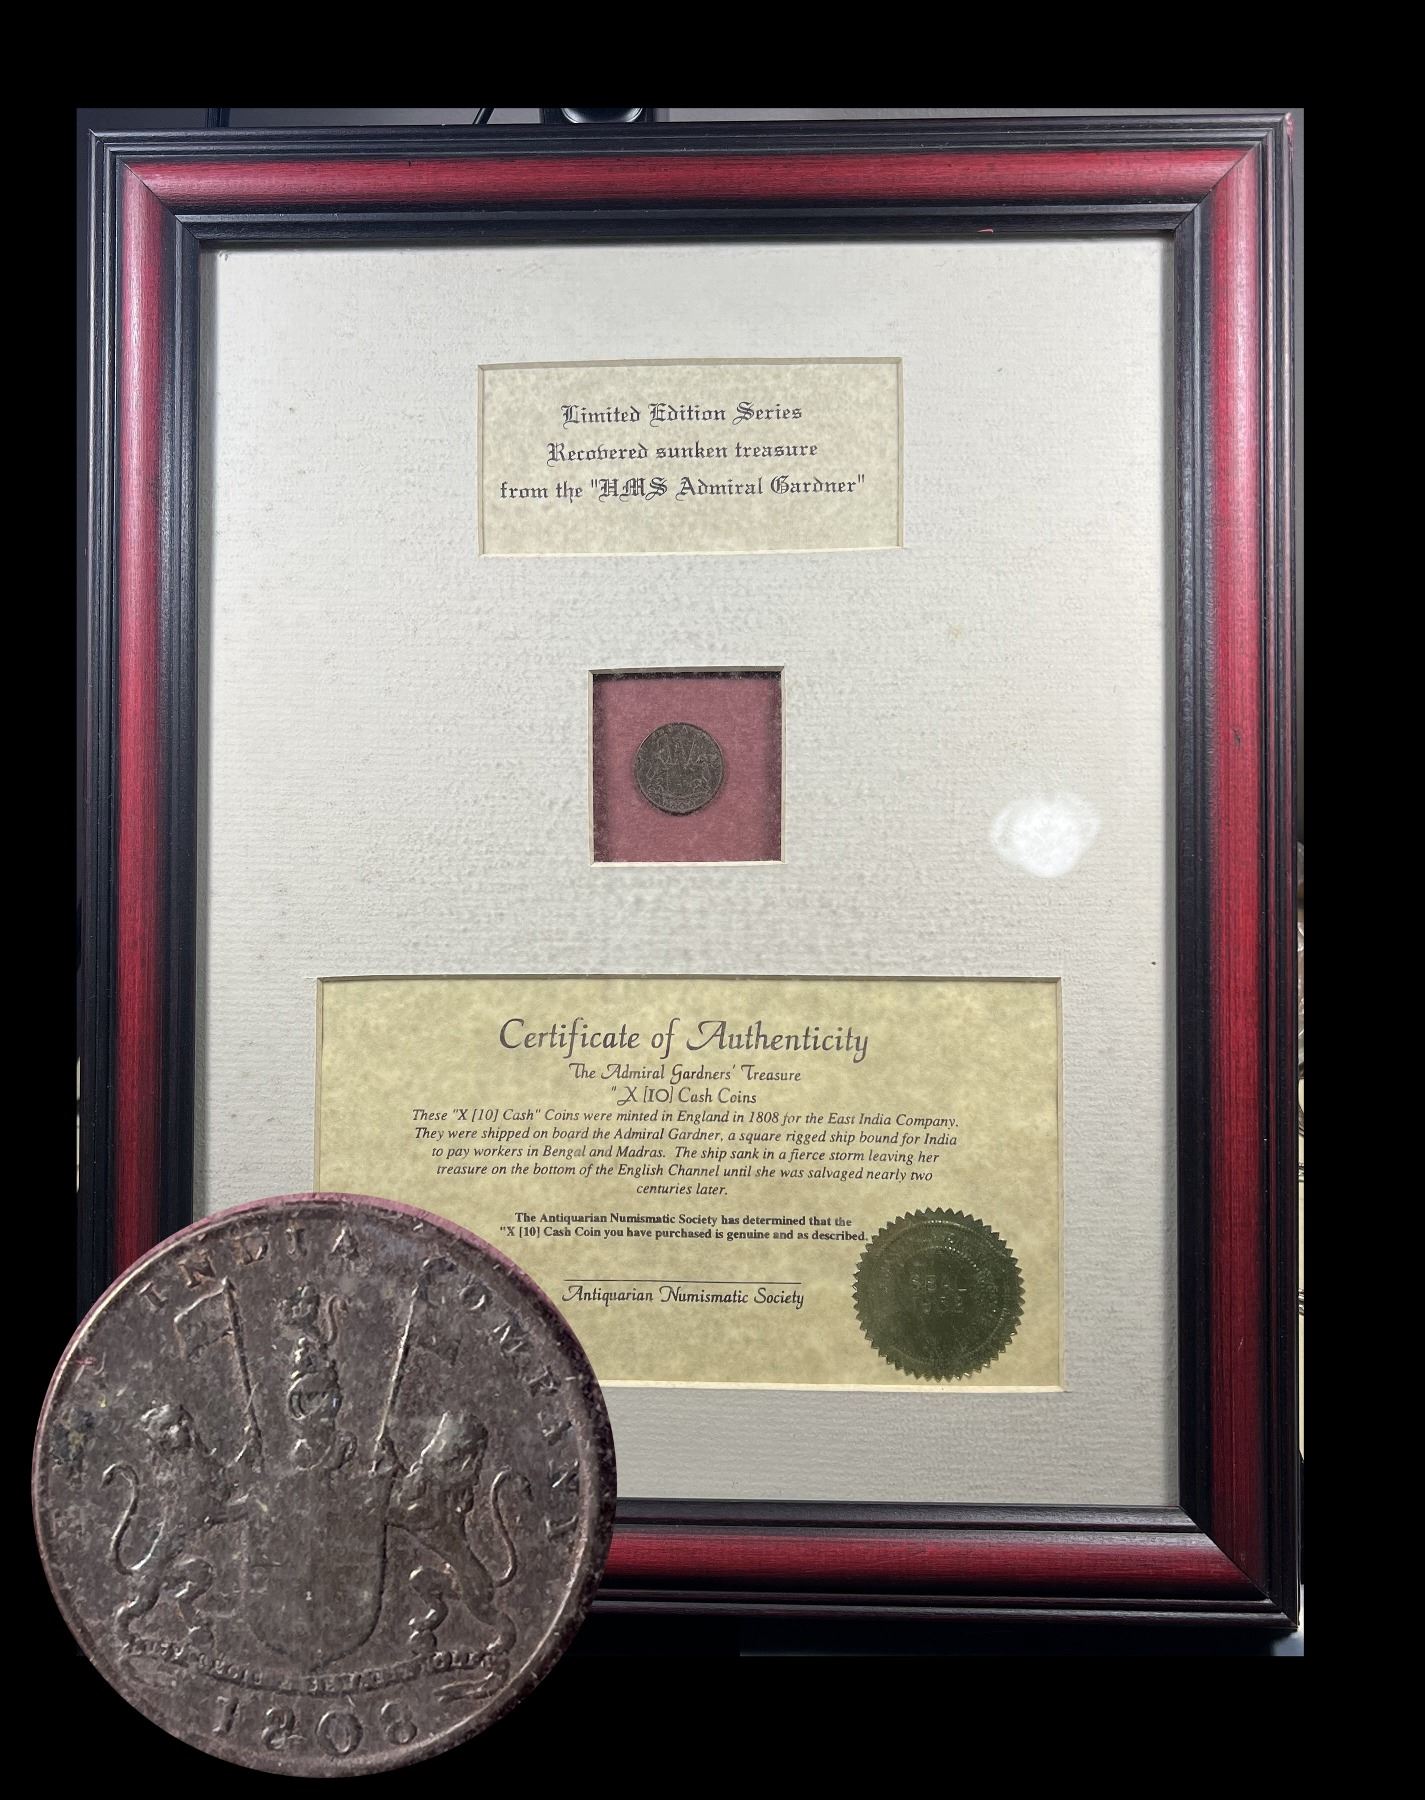 Limited Edition Series
Recovered sunken treasure
from the "HMS Admiral Gardner"
Certificate of Authenticity
The Admiral Gardners' Treasure
"X [10] Cash Coins
These "X [10] Cash" Coins were minted in England in 1808 for the East India Company.
They were shipped on board the Admiral Gardner, a square rigged ship bound for India
to pay workers in Bengal and Madras. The ship sank in a fierce storm leaving her
treasure on the bottom of the English Channel until she was salvaged nearly two
centuries later.
The Antiquarian Numismatic Society has determined that the
"X [10] Cash Coin you have purchased is genuine and as described.
Antiquarian Numismatic Society
SEAL
INDIA COMPANY
1808